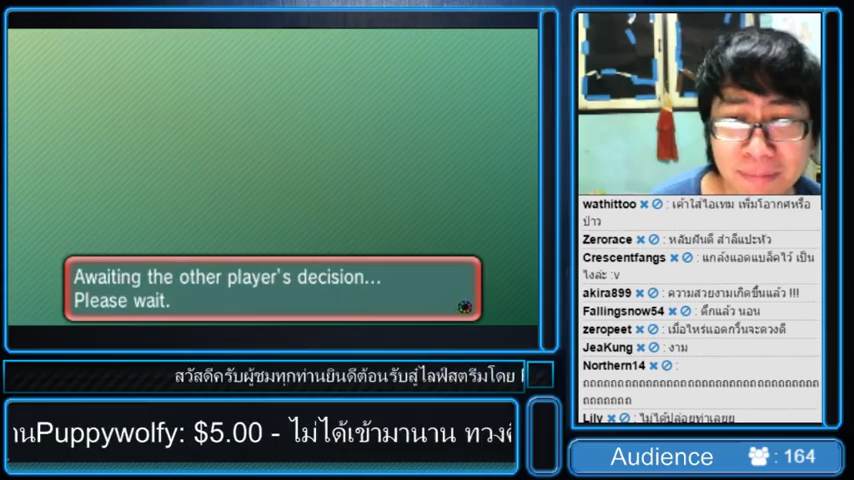 Awaiting the other player's decision...
Please wait.
สวัสดีครับผู้ชมทุกท่านยินดีต้อนรับสู่ไลฟ์สตรีมโดย
านPuppywolfy: $5.00 - ไม่ได้เข้ามานาน ทวง
wathittoo : เค้าใส่ไอเทม เพิ่มโอกาศหรือ
ป่าว
Zerorace : หลับฝันดี สำลีแปะหัว
Crescentfangs : แกล้งแอดแบล็คไว้ เป็น
ไงล่ะ :v
akira899 : ความสวยงามเกิดขึ้นแล้ว !!!
Fallingsnow54 : ดึ๊กแล้ว นอน
zeropeet : เมื่อไหร่แอดกวิ้นจะดวงดี
JeaKung : งาม
Northern14 :
Lily : ไม่ได้ปล่อยท่าเลยย
Audience : 164